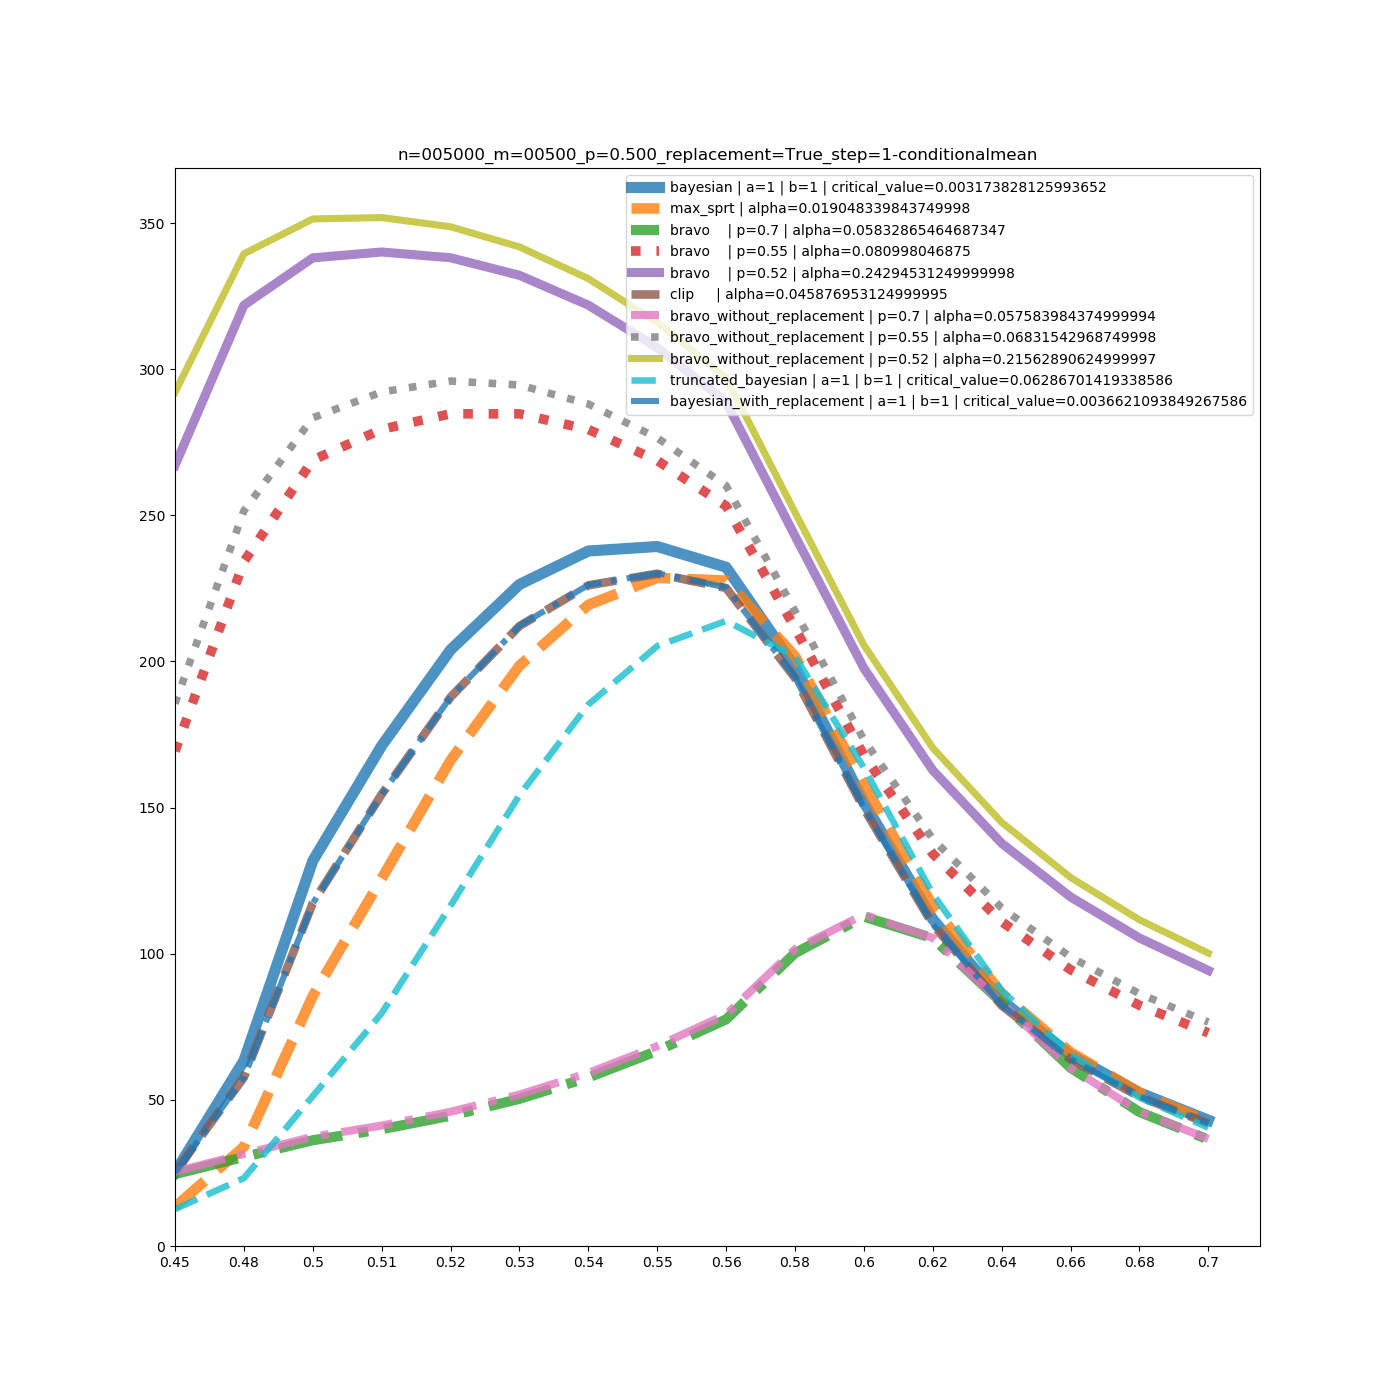 n=005000_m=00500_p=0.500_replacement=True_step=1-conditionalmean
bayesian | a=1 | b=1 | critical_value=0.003173828125993652
max_sprt | alpha=0.019048339843749998
bravo    | p=0.7 | alpha=0.05832865464687347
bravo    | p=0.55 | alpha=0.080998046875
bravo    | p=0.52 | alpha=0.24294531249999998
clip     | alpha=0.045876953124999995
bravo_without_replacement | p=0.7 | alpha=0.057583984374999994
bravo_without_replacement | p=0.55 | alpha=0.06831542968749998
bravo_without_replacement | p=0.52 | alpha=0.21562890624999997
truncated_bayesian | a=1 | b=1 | critical_value=0.06286701419338586
bayesian_with_replacement | a=1 | b=1 | critical_value=0.0036621093849267586
350
300
250
200
150
100
50
0
0.45 0.48 0.5 0.51 0.52 0.53 0.54 0.55 0.56 0.58 0.6 0.62 0.64 0.66 0.68 0.7